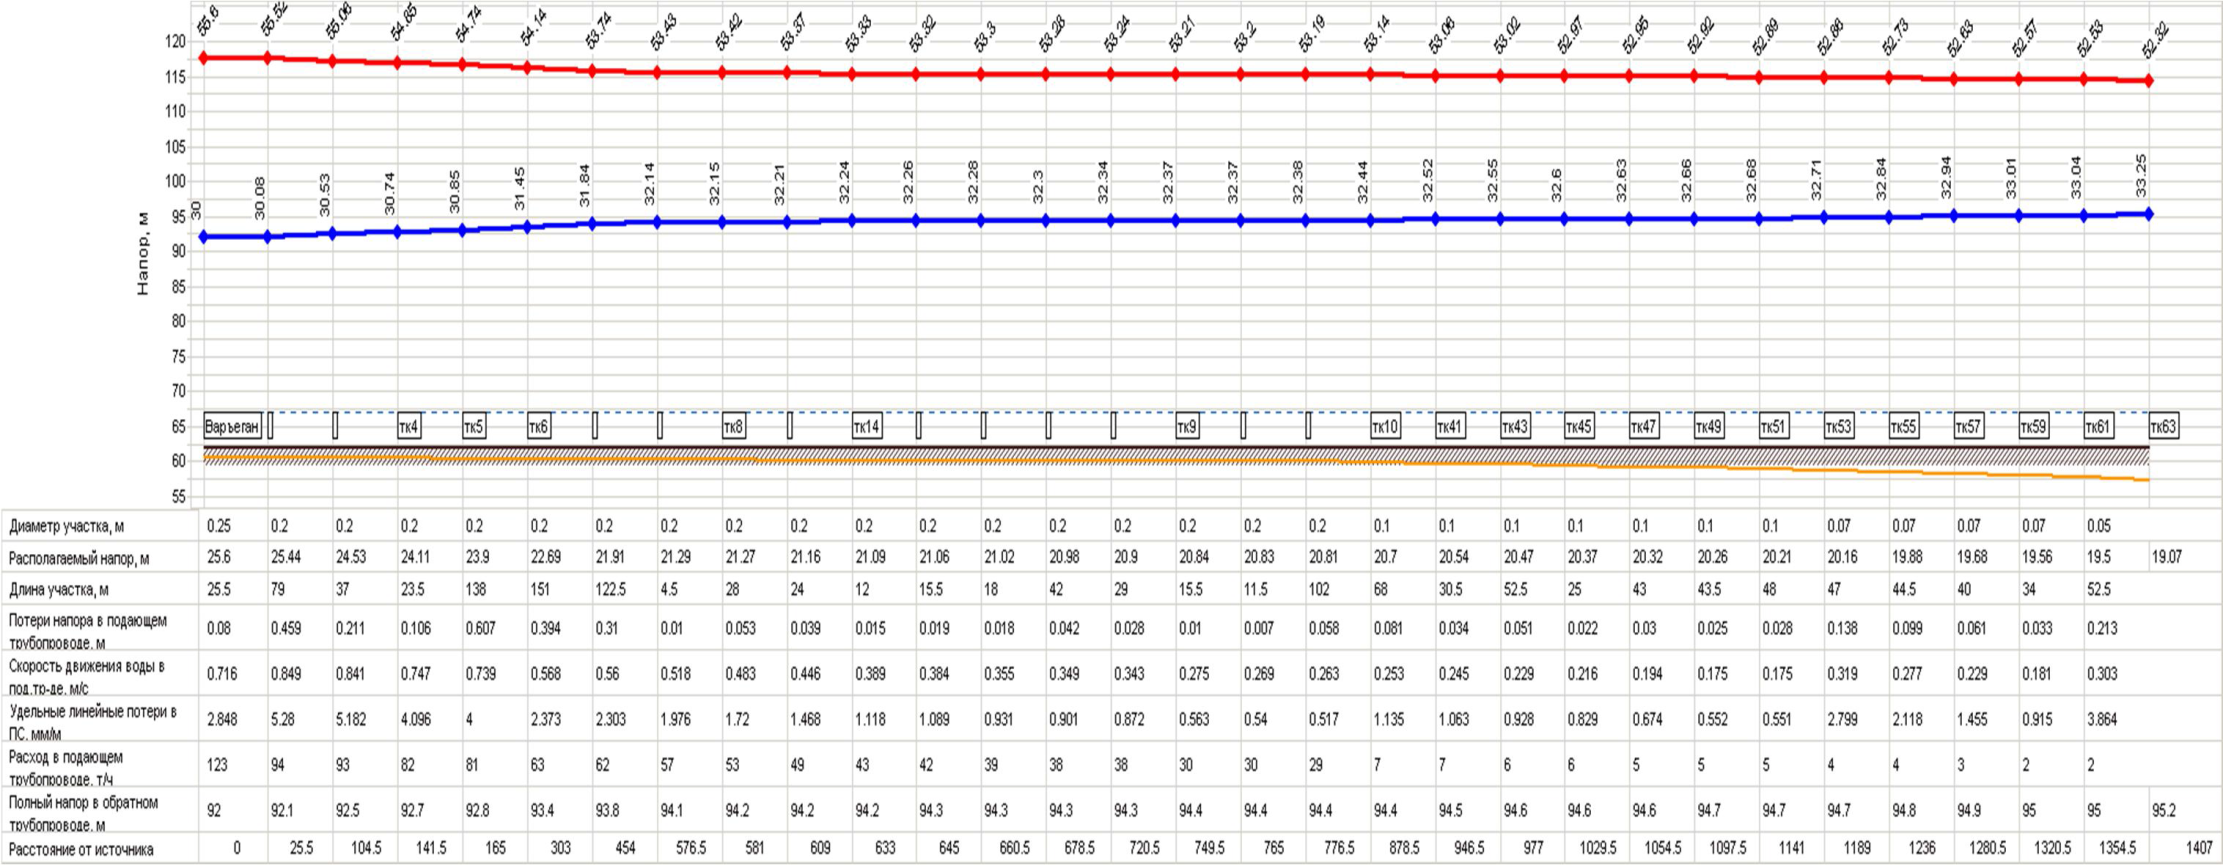 55.6 55.52 55.06 54.85 54.74 54.14 53.74 53.43 53.42 53.37 53.33 53.32 53.3 53.28 53.24 53.21 53.2 53.19 53.14 53.06 53.02 52.97 52.95 52.92 52.89 52.86 52.73 52.63 52.57 52.53 52.32
120
115
110
105
100
30 30.08 30.53 30.74 30.85 31.45 31.84 32.14 32.15 32.21 32.24 32.26 32.28 32.3 32.34 32.37 32.37 32.38 32.44 32.52 32.55 32.6 32.63 32.66 32.68 32.71 32.84 32.94 33.01 33.04 33.25
95
90
85
80
75
70
65
60
55
Напор, м
Варъеган тк4 тк5 тк6 тк8 тк14 тк9 тк10 тк41 тк43 тк45 тк47 тк49 тк51 тк53 тк55 тк57 тк59 тк61 тк63
Диаметр участка, м 0.25 0.2 0.2 0.2 0.2 0.2 0.2 0.2 0.2 0.2 0.2 0.2 0.2 0.2 0.2 0.2 0.2 0.2 0.1 0.1 0.1 0.1 0.1 0.1 0.1 0.07 0.07 0.07 0.07 0.05
Располагаемый напор, м 25.6 25.44 24.53 24.11 23.9 22.69 21.91 21.29 21.27 21.16 21.09 21.06 21.02 20.98 20.9 20.84 20.83 20.81 20.7 20.54 20.47 20.37 20.32 20.26 20.21 20.16 19.88 19.68 19.56 19.5 19.07
Длина участка, м 25.5 79 37 23.5 138 151 122.5 4.5 28 24 12 15.5 18 42 29 15.5 11.5 102 68 30.5 52.5 25 43 43.5 48 47 44.5 40 34 52.5
Потери напора в подающем
трубопроводе, м 0.08 0.459 0.211 0.106 0.607 0.394 0.31 0.01 0.053 0.039 0.015 0.019 0.018 0.042 0.028 0.01 0.007 0.058 0.081 0.034 0.051 0.022 0.03 0.025 0.028 0.138 0.099 0.061 0.033 0.213
Скорость движения воды в
под.тр-де, м/с 0.716 0.849 0.841 0.747 0.739 0.568 0.56 0.518 0.483 0.446 0.389 0.384 0.355 0.349 0.343 0.275 0.269 0.263 0.253 0.245 0.229 0.216 0.194 0.175 0.175 0.319 0.277 0.229 0.181 0.303
Удельные линейные потери в
ПС, мм/м 2.848 5.28 5.182 4.096 4 2.373 2.303 1.976 1.72 1.468 1.118 1.089 0.931 0.901 0.872 0.563 0.54 0.517 1.135 1.063 0.928 0.829 0.674 0.552 0.551 2.799 2.118 1.455 0.915 3.864
Расход в подающем
трубопроводе, т/ч 123 94 93 82 81 63 62 57 53 49 43 42 39 38 38 30 30 29 7 7 6 6 5 5 5 4 4 3 2 2
Полный напор в обратном
трубопроводе, м 92 92.1 92.5 92.7 92.8 93.4 93.8 94.1 94.2 94.2 94.2 94.3 94.3 94.3 94.3 94.4 94.4 94.4 94.4 94.5 94.6 94.6 94.6 94.7 94.7 94.7 94.8 94.9 95 95 95.2
Расстояние от источника 0 25.5 104.5 141.5 165 303 454 576.5 581 609 633 645 660.5 678.5 720.5 749.5 765 776.5 878.5 946.5 977 1029.5 1054.5 1097.5 1141 1189 1236 1280.5 1320.5 1354.5 1407